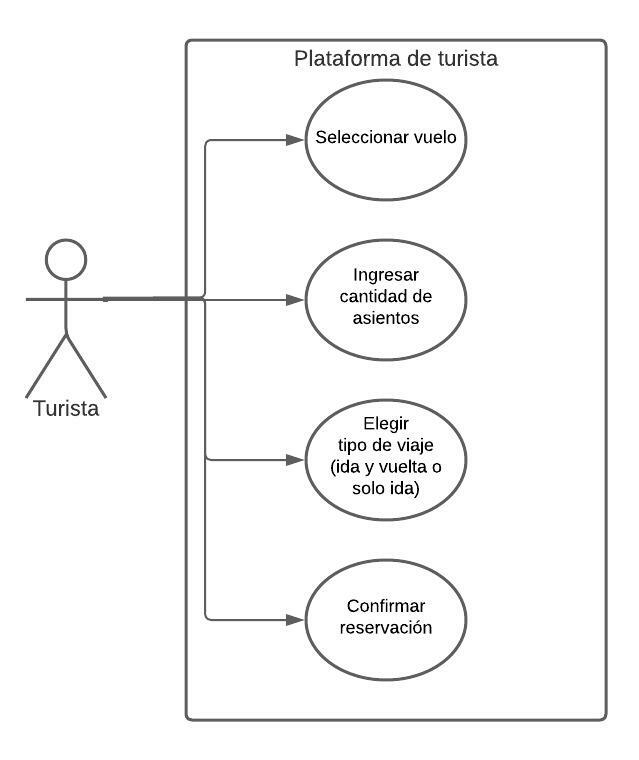 Plataforma de turista
Seleccionar vuelo
Ingresar
cantidad de
asientos
Turista
Elegir
tipo de viaje
(ida y vuelta o
solo ida)
Confirmar
reservación